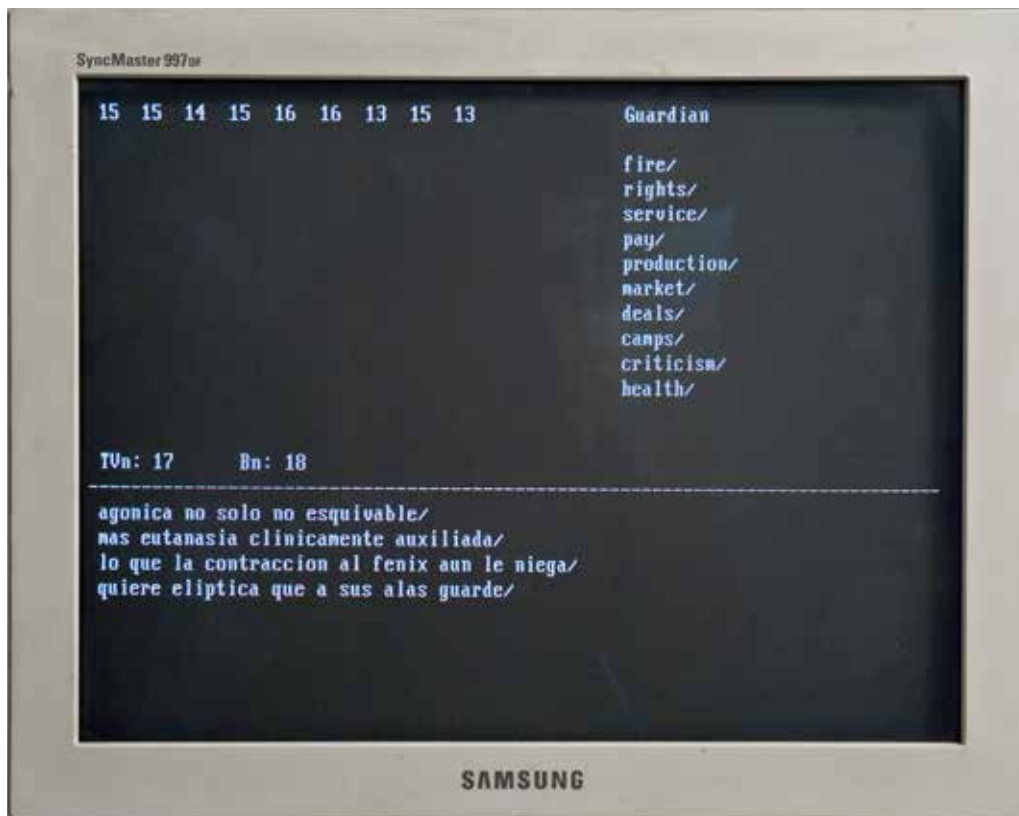 SyncMaster 997DF
15 15 14 15 16 16 13 15 13
Guardian
fire/
rights/
service/
pay/
production/
market/
deals/
camps/
criticism/
health/
TVn: 17 Bn: 18
agonica no solo no esquivable/
mas eutanasia clinicamente auxiliada/
lo que la contraccion al fenix aun le niega/
quiere eliptica que a sus alas guarde/
SAMSUNG